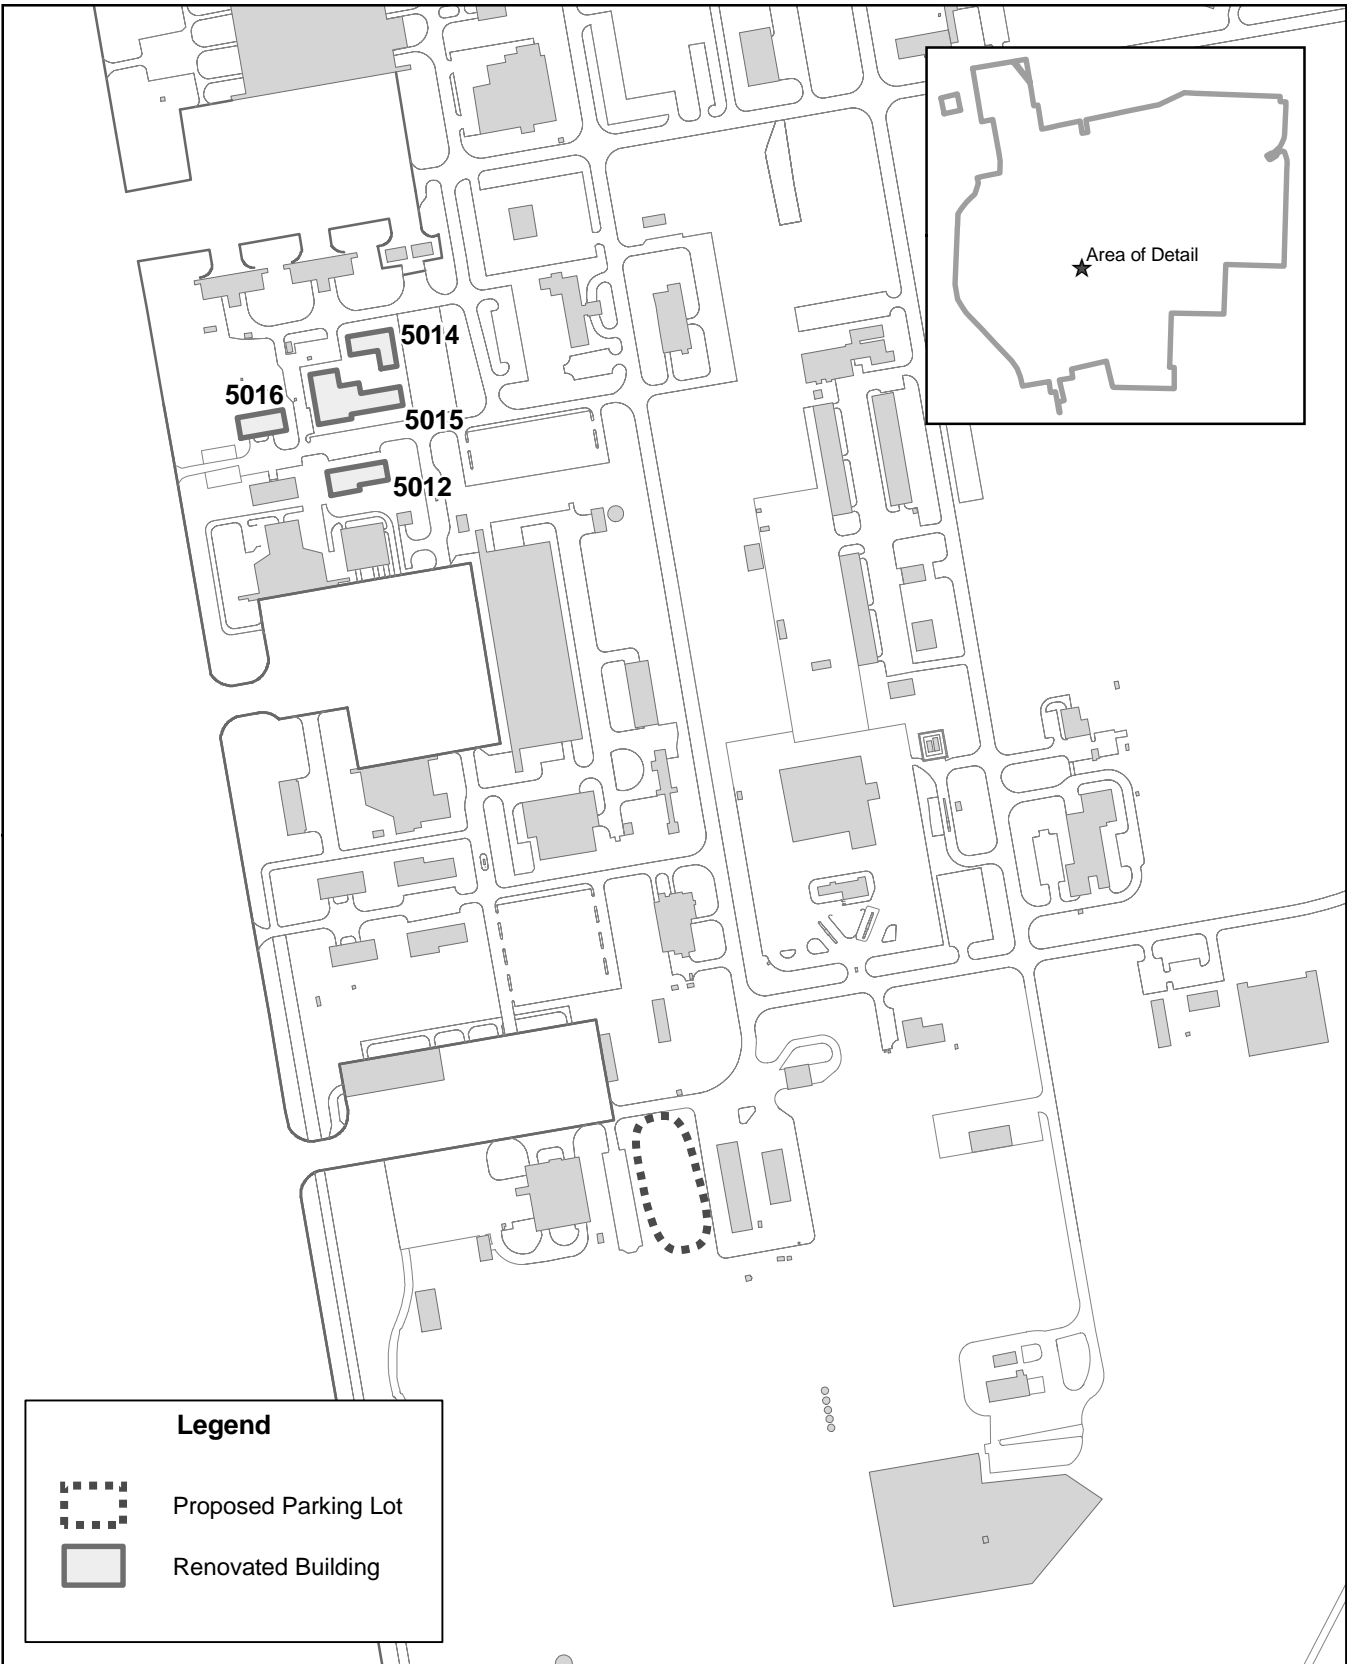 Area of Detail
5014
5016
5015
5012
Legend
Proposed Parking Lot
Renovated Building